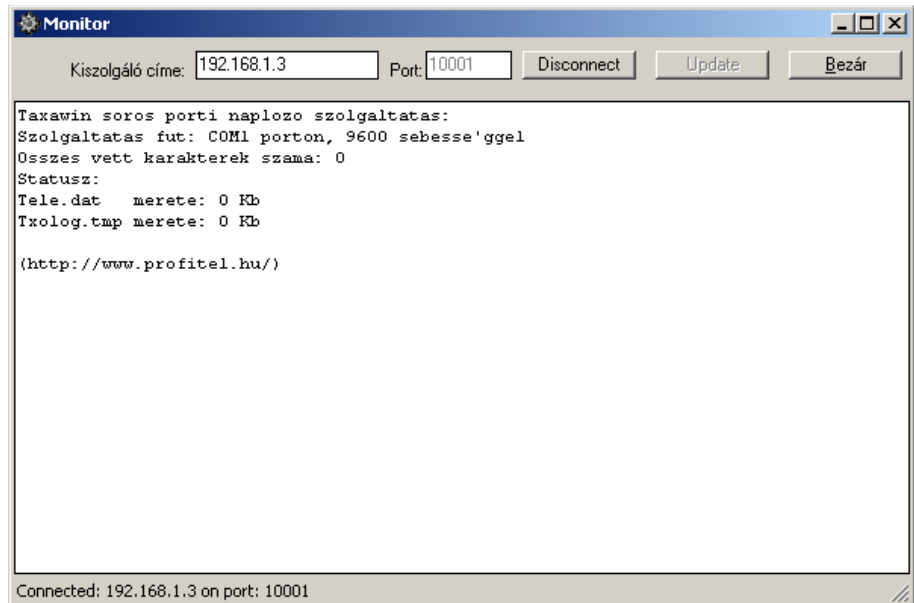 Monitor
Kiszolgáló címe: 192.168.1.3 Port: 10001 Disconnect Update Bezár
Taxawin soros porti naplozo szolgaltatas:
Szolgaltatas fut: COM1 porton, 9600 sebesse'ggel
Osszes vett karakterek szama: 0
Statusz:
Tele.dat   merete: 0 Kb
Txolog.tmp merete: 0 Kb
(http://www.profitel.hu/)
Connected: 192.168.1.3 on port: 10001